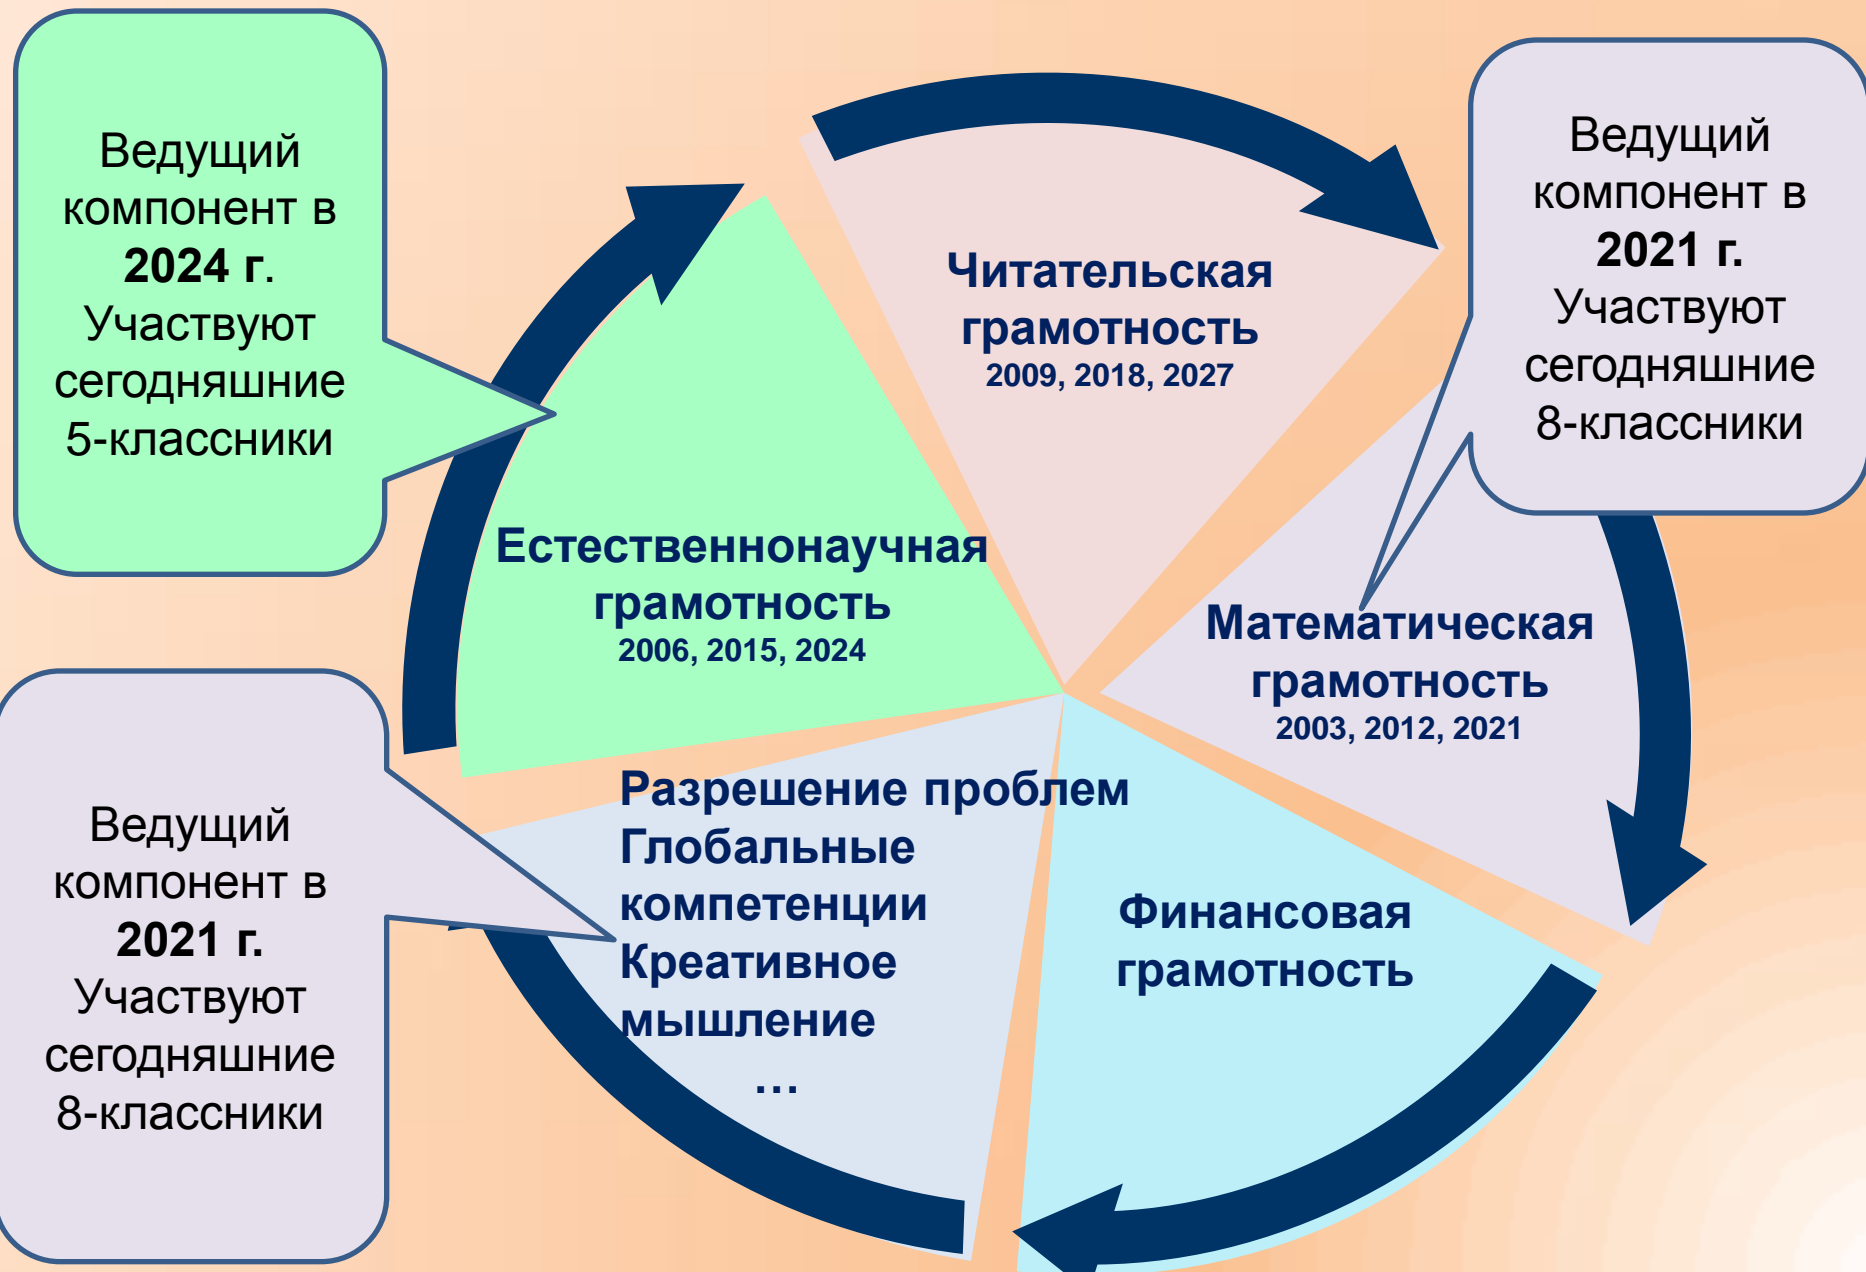 Ведущий
компонент в
2024 г.
Участвуют
сегодняшние
5-классники
Читательская
грамотность
2009, 2018, 2027
Ведущий
компонент в
2021 г.
Участвуют
сегодняшние
8-классники
Естественнонаучная
грамотность
2006, 2015, 2024
Математическая
грамотность
2003, 2012, 2021
Ведущий
компонент в
2021 г.
Участвуют
сегодняшние
8-классники
Разрешение проблем
Глобальные
компетенции
Креативное
мышление
...
Финансовая
грамотность